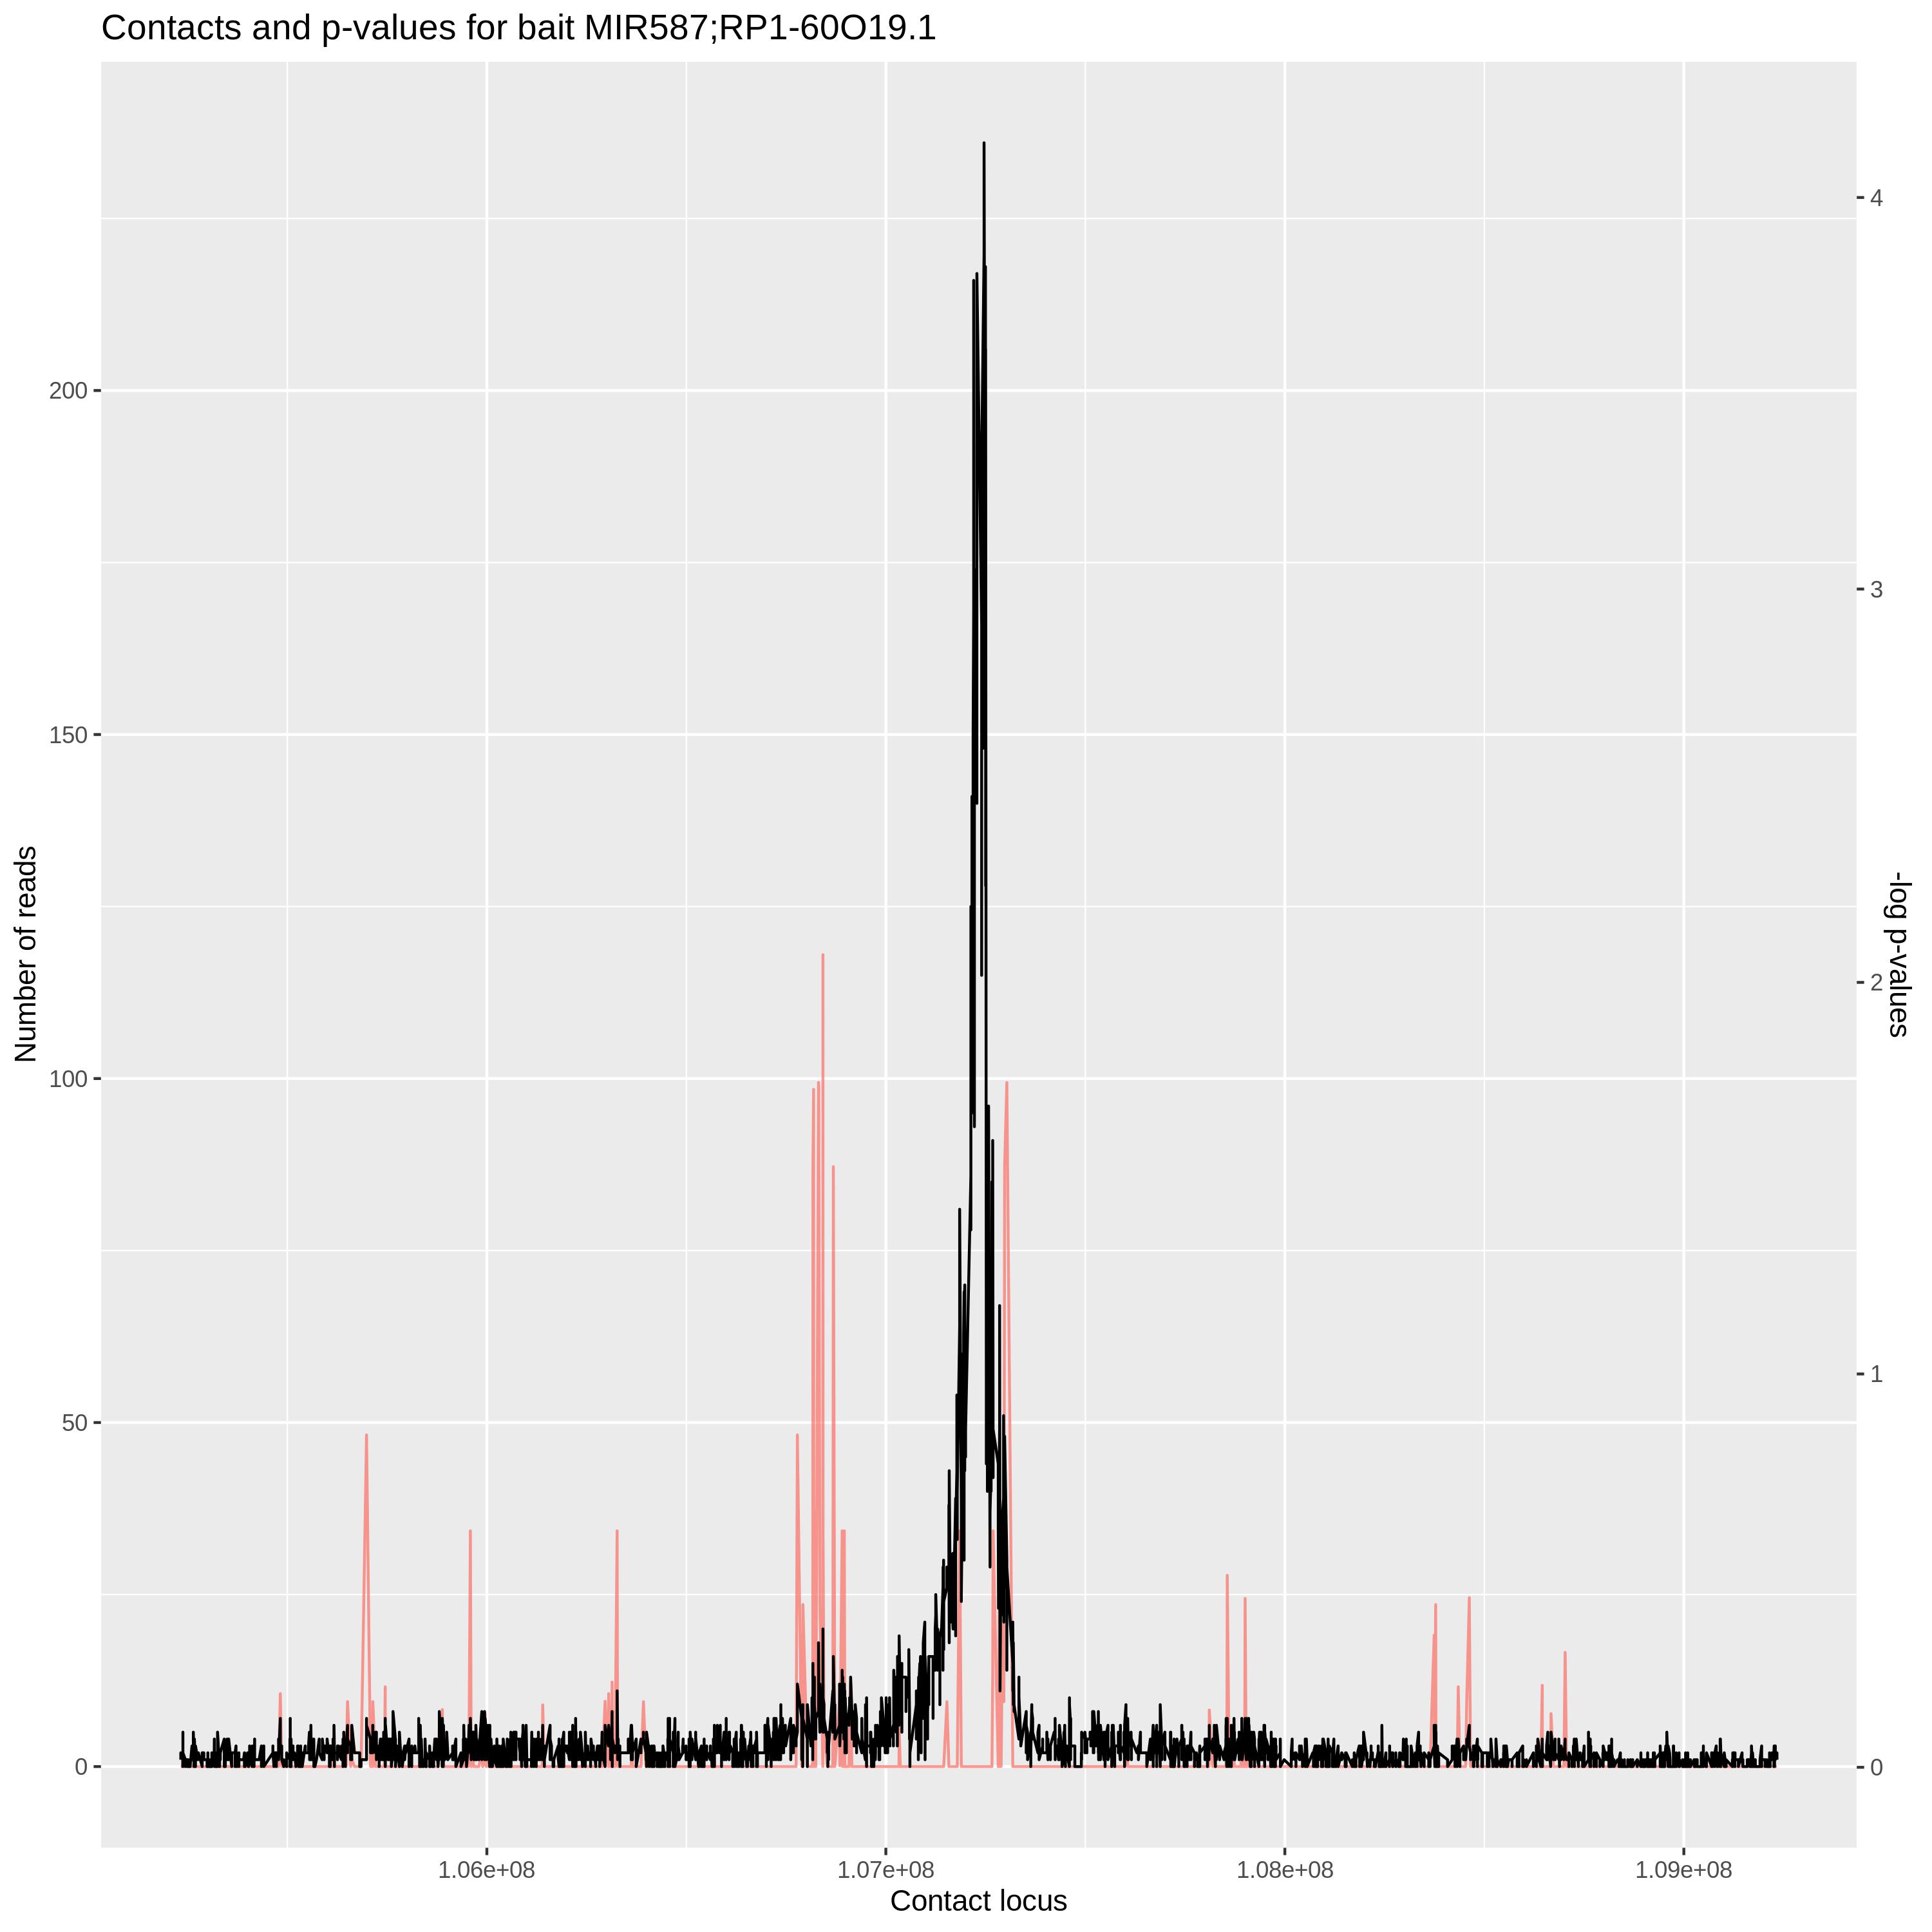 Contacts and p-values for bait MIR587;RP1-60O19.1
200
150
100
50
0
Number of reads
4
3
2
1
0
-log p-values
1.06e+08
1.07e+08
1.08e+08
1.09e+08
Contact locus